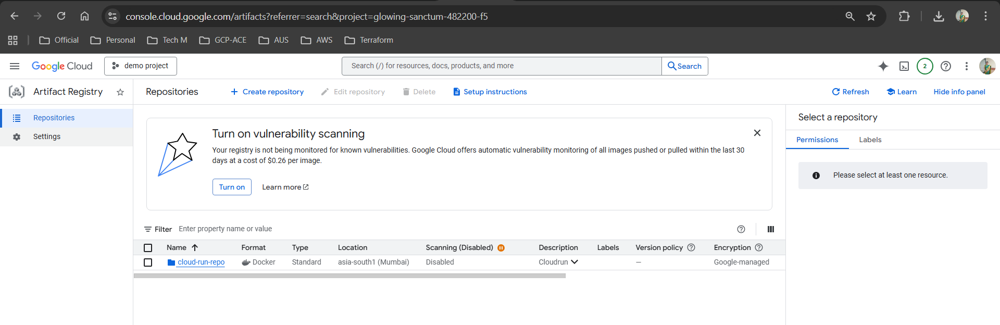 console.cloud.google.com/artifacts?referrer=search&project=glowing-sanctum-482200-f5
Official Personal Tech M GCP-ACE AUS AWS Terraform
Google Cloud demo project Search (/) for resources, docs, products, and more Search 2
Artifact Registry Repositories Create repository Edit repository Delete Setup instructions Refresh Learn Hide info panel
Repositories
Settings
Turn on vulnerability scanning
Your registry is not being monitored for known vulnerabilities. Google Cloud offers automatic vulnerability monitoring of all images pushed or pulled within the last 30
days at a cost of $0.26 per image.
Turn on Learn more
Filter Enter property name or value
Name Format Type Location Scanning (Disabled) Description Labels Version policy Encryption
cloud-run-repo Docker Standard asia-south1 (Mumbai) Disabled Cloudrun — Google-managed
Select a repository
Permissions Labels
Please select at least one resource.